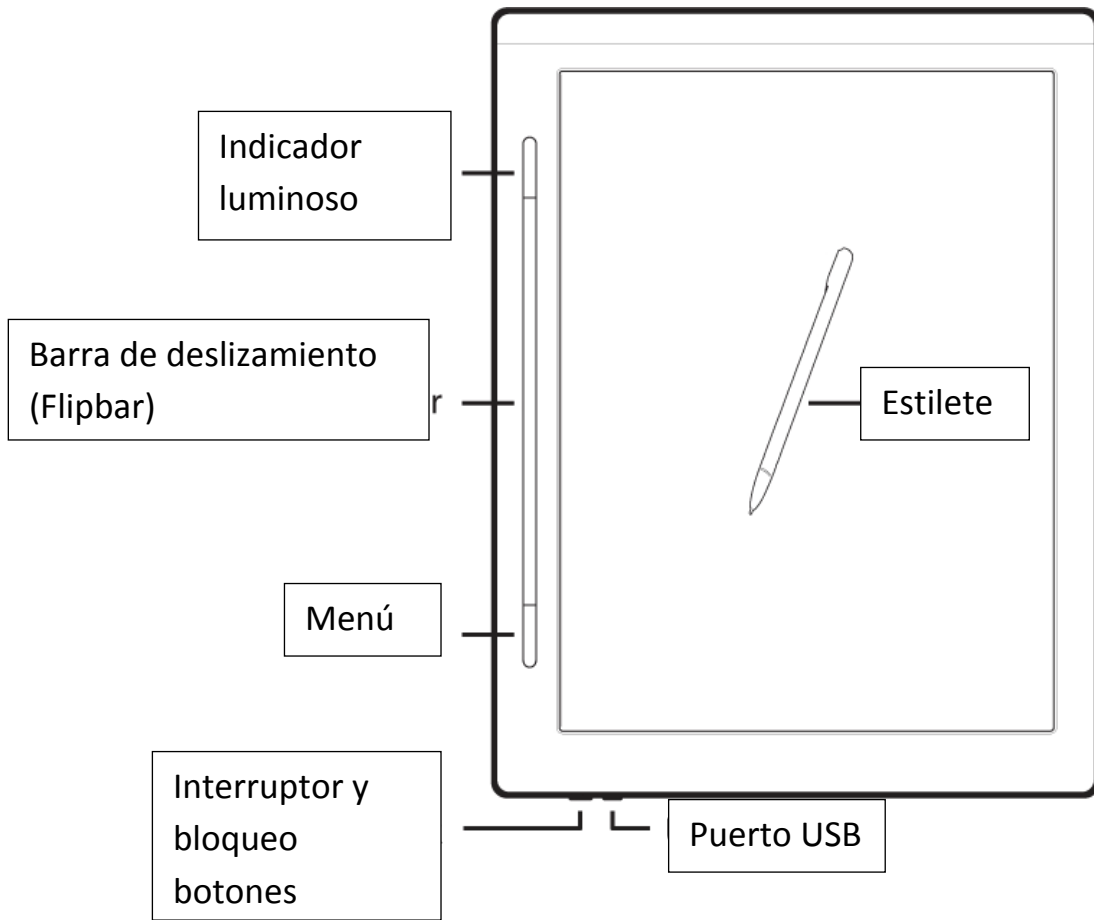 Indicador
luminoso
Barra de deslizamiento
(Flipbar)
r
Estilete
Menú
Interruptor y
bloqueo
botones
Puerto USB